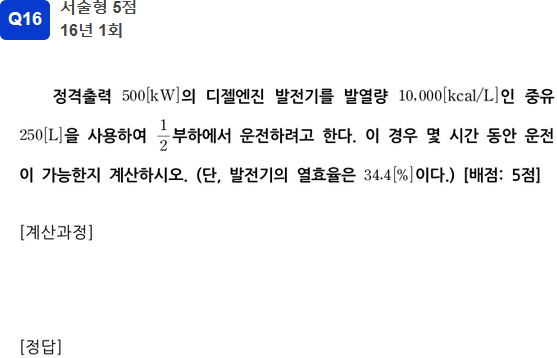 Q16
서술형 5점
16년 1회
정격출력 500[kW]의 디젤엔진 발전기를 발열량 10,000[kcal/L]인 중유
250[L]을 사용하여 1/2 부하에서 운전하려고 한다. 이 경우 몇 시간 동안 운전
이 가능한지 계산하시오. (단, 발전기의 열효율은 34.4[%]이다.) [배점: 5점]
[계산과정]
[정답]